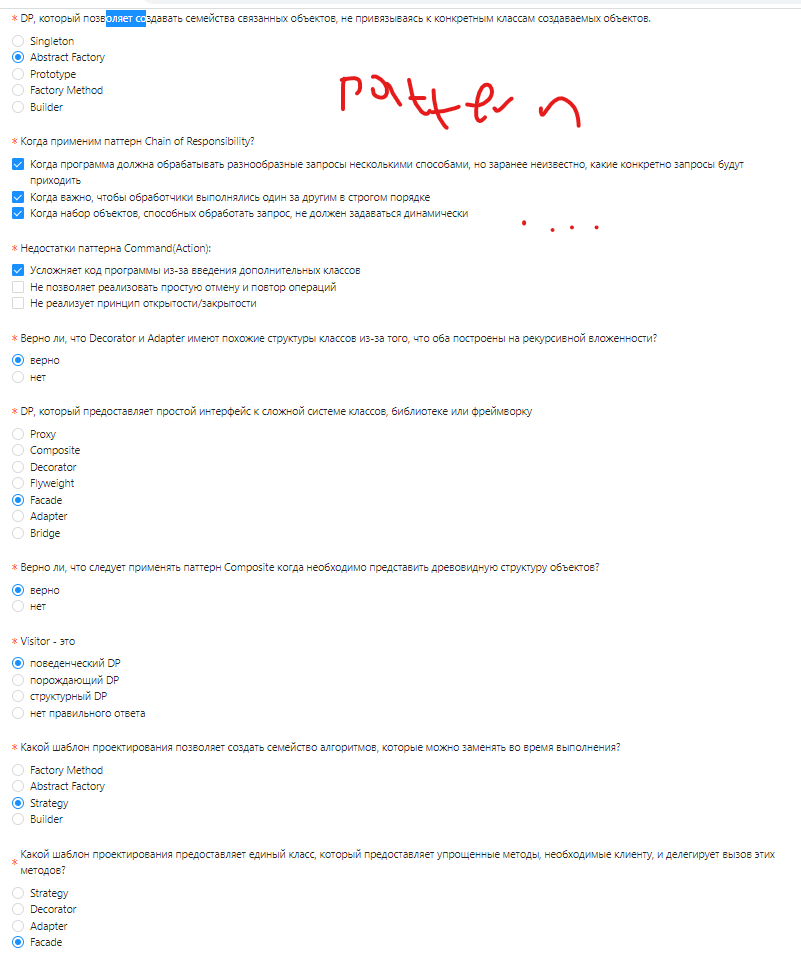 * DP, который позволяет создавать семейства связанных объектов, не привязываясь к конкретным классам создаваемых объектов.
Singleton
Abstract Factory
Prototype
Factory Method
Builder
pattern
* Когда применим паттерн Chain of Responsibility?
Когда программа должна обрабатывать разнообразные запросы несколькими способами, но заранее неизвестно, какие конкретно запросы будут
приходить
Когда важно, чтобы обработчики выполнялись один за другим в строгом порядке
Когда набор объектов, способных обработать запрос, не должен задаваться динамически
* Недостатки паттерна Command(Action):
Усложняет код программы из-за введения дополнительных классов
Не позволяет реализовать простую отмену и повтор операций
Не реализует принцип открытости/закрытости
* Верно ли, что Decorator и Adapter имеют похожие структуры классов из-за того, что оба построены на рекурсивной вложенности?
верно
нет
* DP, который предоставляет простой интерфейс к сложной системе классов, библиотеке или фреймворку
Proxy
Composite
Decorator
Flyweight
Facade
Adapter
Bridge
* Верно ли, что следует применять паттерн Composite когда необходимо представить древовидную структуру объектов?
верно
нет
* Visitor - это
поведенческий DP
порождающий DP
структурный DP
нет правильного ответа
* Какой шаблон проектирования позволяет создать семейство алгоритмов, которые можно заменять во время выполнения?
Factory Method
Abstract Factory
Strategy
Builder
* Какой шаблон проектирования предоставляет единый класс, который предоставляет упрощенные методы, необходимые клиенту, и делегирует вызов этих
методов?
Strategy
Decorator
Adapter
Facade